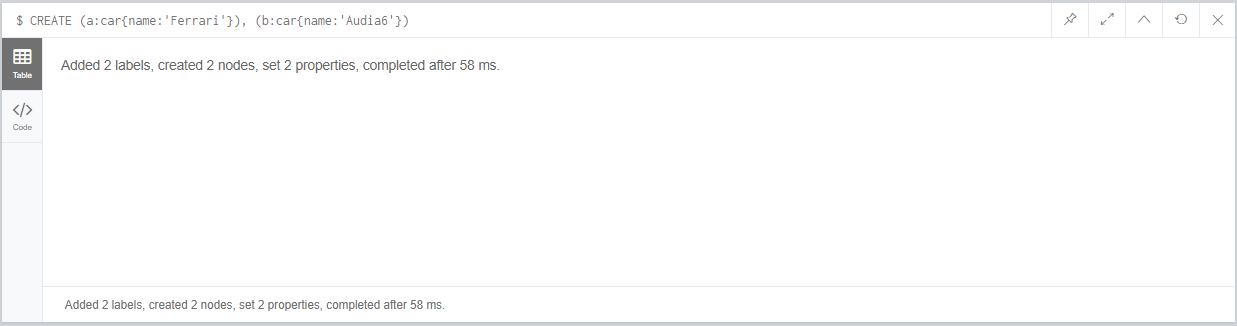 $ CREATE (a:car{name:'Ferrari'}), (b:car{name:'Audia6'})
Table
Added 2 labels, created 2 nodes, set 2 properties, completed after 58 ms.
Code
Added 2 labels, created 2 nodes, set 2 properties, completed after 58 ms.